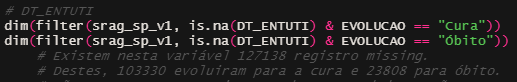 # DT_ENTUTI
dim(filter(srag_sp_v1, is.na(DT_ENTUTI) & EVOLUCAO == "Cura"))
dim(filter(srag_sp_v1, is.na(DT_ENTUTI) & EVOLUCAO == "Óbito"))
# Existem nesta variável 127138 registro missing.
# Destes, 103330 evoluíram para a cura e 23808 para óbito.